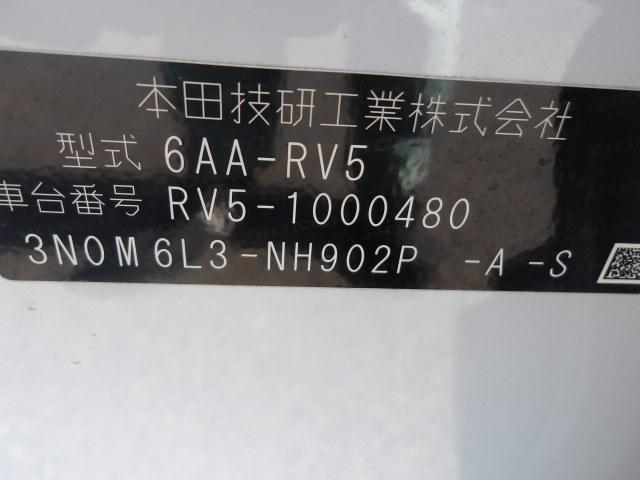 本田技研工業株式会社
型式 6AA-RV5
車台番号 RV5-1000480
3N0M6L3-NH902P -A -S